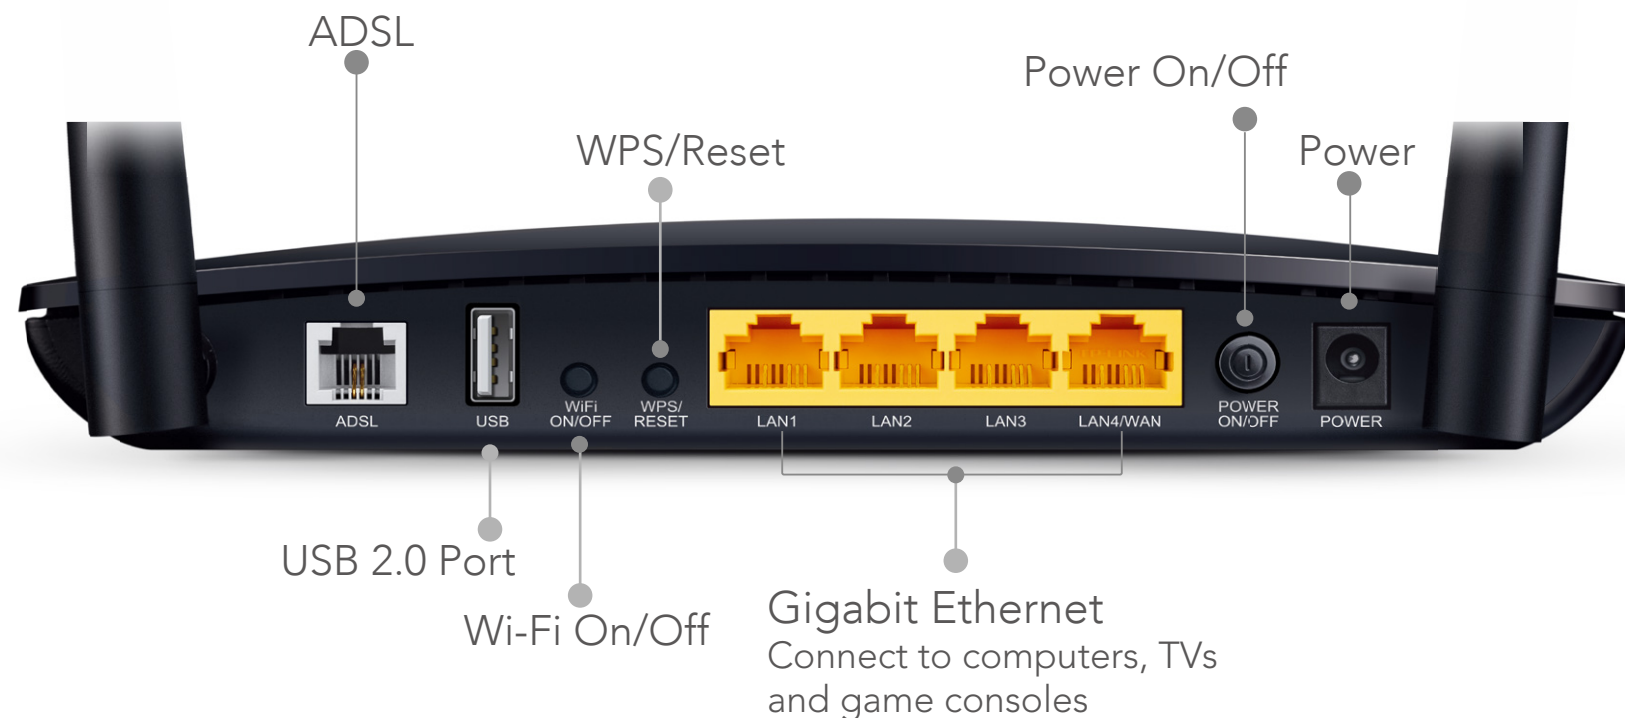 ADSL
Power On/Off
WPS/Reset
Power
ADSL
USB
WiFi
ON/OFF
WPS/
RESET
LAN1
LAN2
LAN3
LAN4/WAN
POWER
ON/OFF
POWER
TP-LINK
USB 2.0 Port
Wi-Fi On/Off
Gigabit Ethernet
Connect to computers, TVs
and game consoles